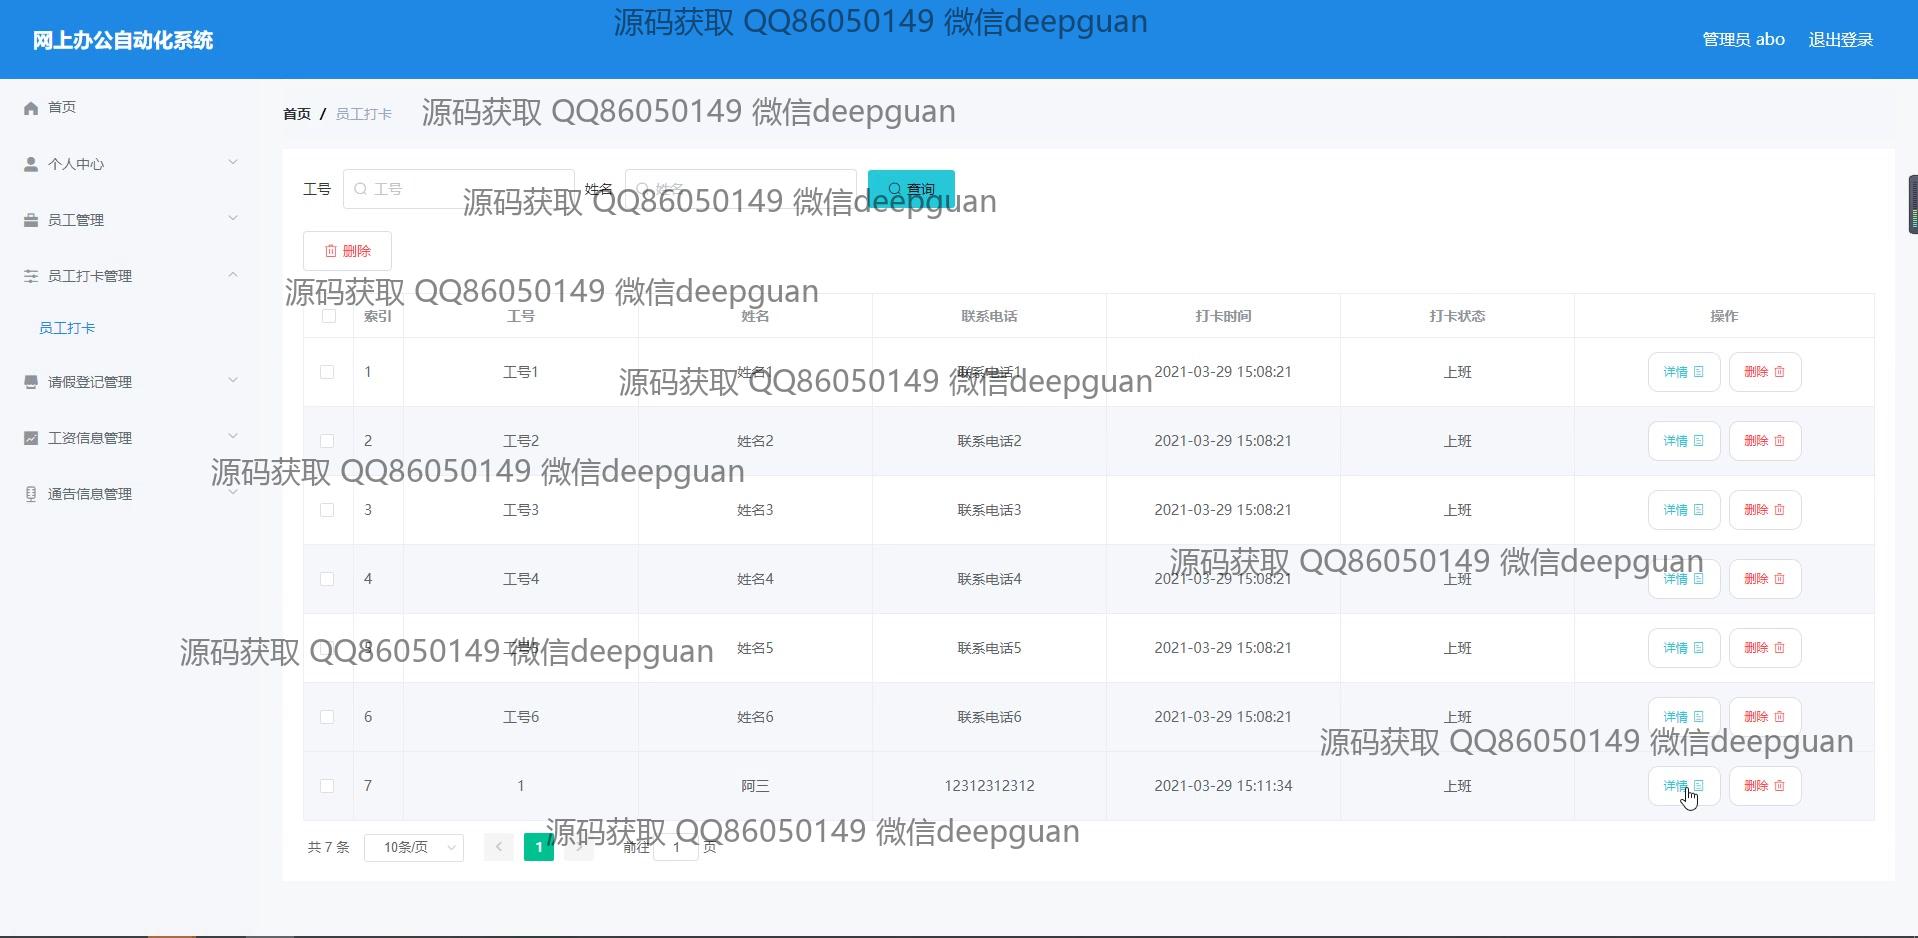 源码获取 QQ86050149 微信deepguan
网上办公自动化系统
管理员 abo 退出登录
首页
个人中心
员工管理
员工打卡管理
员工打卡
请假登记管理
工资信息管理
通告信息管理
首页 / 员工打卡
源码获取 QQ86050149 微信deepguan
工号 工号 姓名 姓名 查询
源码获取 QQ86050149 微信deepguan
删除
源码获取 QQ86050149 微信deepguan
索引 工号 姓名 联系电话 打卡时间 打卡状态 操作
1 工号1 姓名1 联系电话1 2021-03-29 15:08:21 上班 详情 删除
源码获取 QQ86050149 微信deepguan
2 工号2 姓名2 联系电话2 2021-03-29 15:08:21 上班 详情 删除
源码获取 QQ86050149 微信deepguan
3 工号3 姓名3 联系电话3 2021-03-29 15:08:21 上班 详情 删除
源码获取 QQ86050149 微信deepguan
4 工号4 姓名4 联系电话4 2021-03-29 15:08:21 上班 详情 删除
5 工号5 姓名5 联系电话5 2021-03-29 15:08:21 上班 详情 删除
源码获取 QQ86050149 微信deepguan
6 工号6 姓名6 联系电话6 2021-03-29 15:08:21 上班 详情 删除
源码获取 QQ86050149 微信deepguan
7 1 阿三 12312312312 2021-03-29 15:11:34 上班 详情 删除
源码获取 QQ86050149 微信deepguan
共 7 条 10条/页 1 前往 1 页